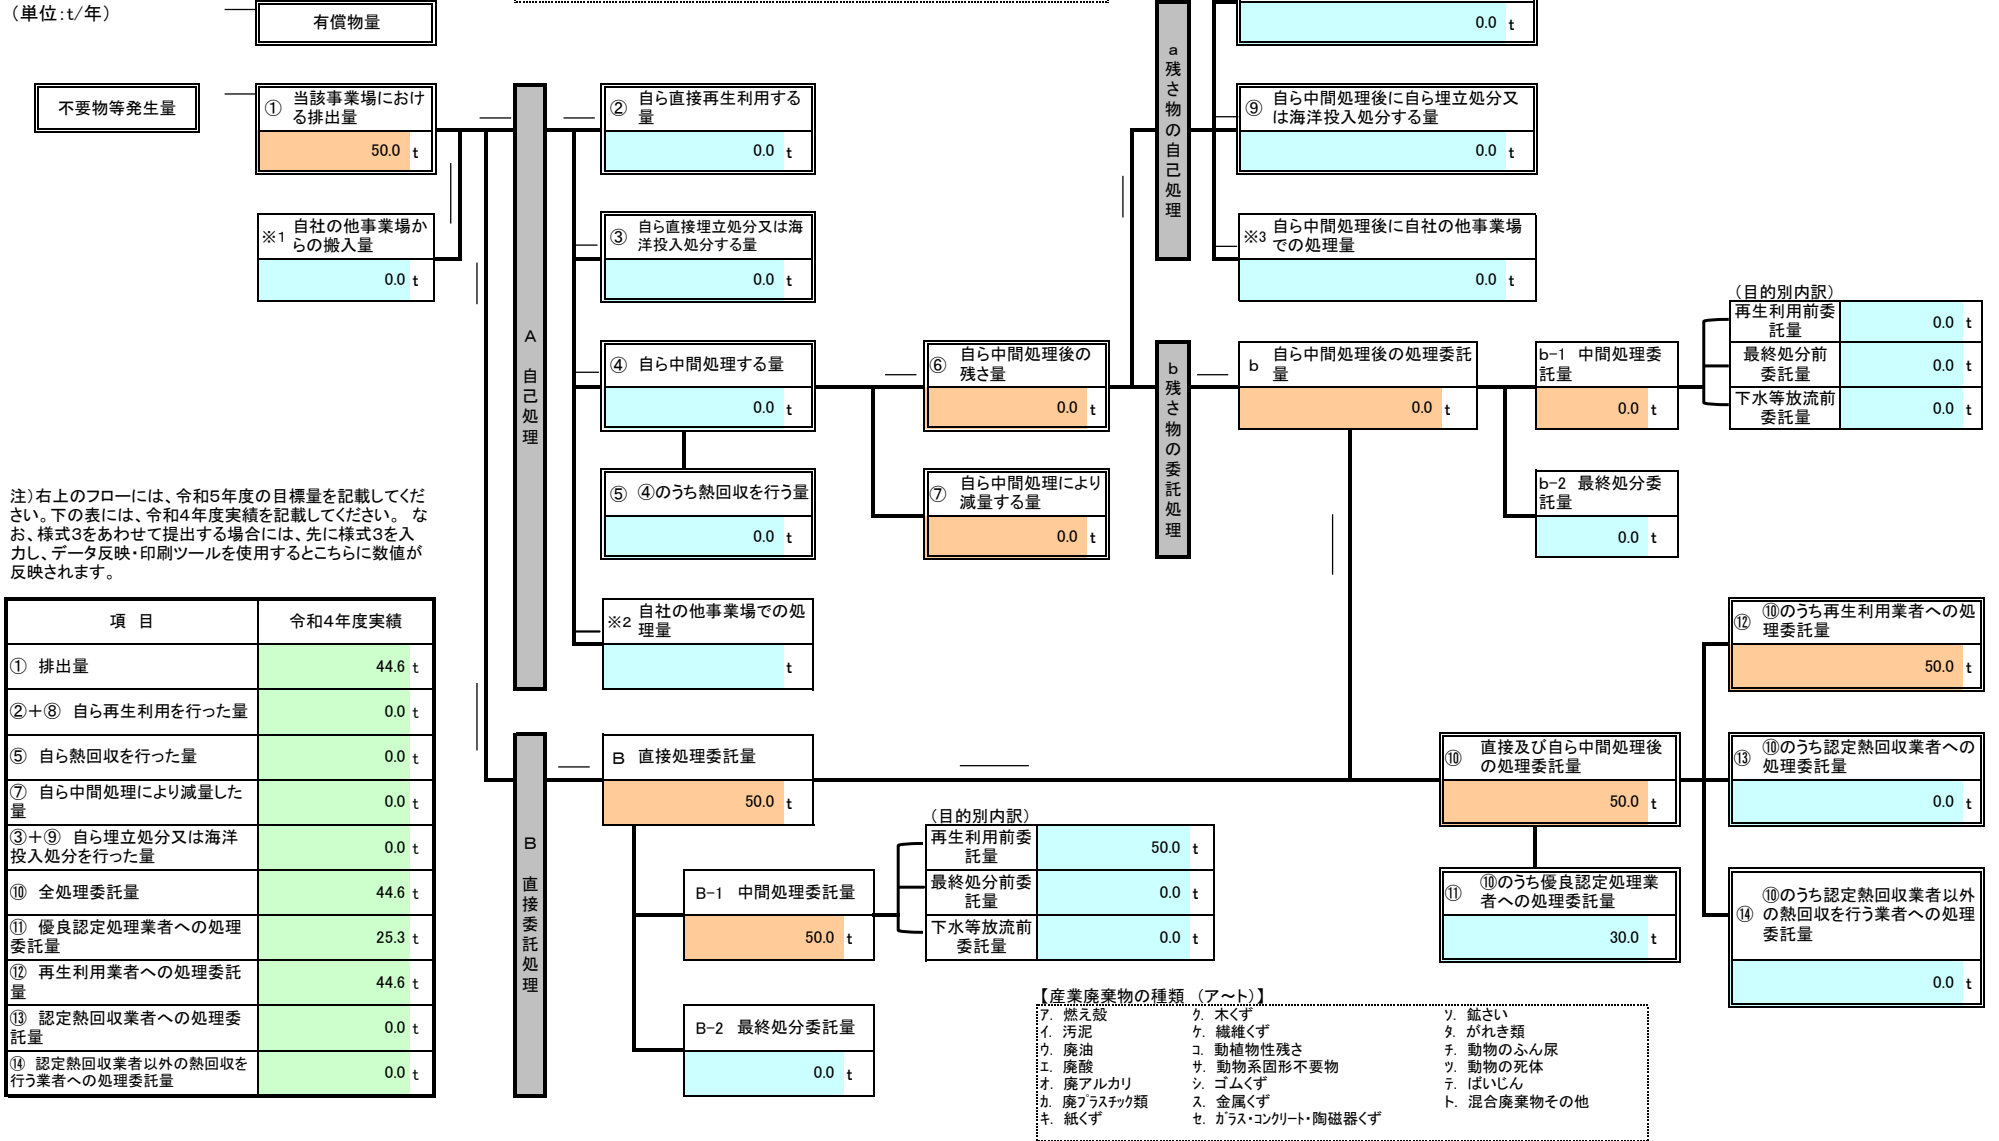 （単位:t/年）
有償物量
0.0 t
不要物等発生量
① 当該事業場におけ
る排出量
50.0 t
※1 自社の他事業場か
らの搬入量
0.0 t
A 自己処理
② 自ら直接再生利用する
量
0.0 t
③ 自ら直接埋立処分又は海
洋投入処分する量
0.0 t
④ 自ら中間処理する量
0.0 t
⑤ ④のうち熱回収を行う量
0.0 t
※2 自社の他事業場での処
理量
t
⑥ 自ら中間処理後の
残さ量
0.0 t
⑦ 自ら中間処理により
減量する量
0.0 t
a 残さ物の自己処理
⑨ 自ら中間処理後に自ら埋立処分又
は海洋投入処分する量
0.0 t
※3 自ら中間処理後に自社の他事業場
での処理量
0.0 t
b 残さ物の委託処理
b 自ら中間処理後の処理委託
量
0.0 t
b-1 中間処理委
託量
0.0 t
b-2 最終処分委
託量
0.0 t
（目的別内訳）
再生利用前委
託量
0.0 t
最終処分前
委託量
0.0 t
下水等放流前
委託量
0.0 t
注）右上のフローには、令和5年度の目標量を記載してくだ
さい。下の表には、令和4年度実績を記載してください。 な
お、様式3をあわせて提出する場合には、先に様式3を入
力し、データ反映・印刷ツールを使用するとこちらに数値が
反映されます。
項 目 令和4年度実績
① 排出量 44.6 t
②＋⑧ 自ら再生利用を行った量 0.0 t
⑤ 自ら熱回収を行った量 0.0 t
⑦ 自ら中間処理により減量した
量 0.0 t
③＋⑨ 自ら埋立処分又は海洋
投入処分を行った量 0.0 t
⑩ 全処理委託量 44.6 t
⑪ 優良認定処理業者への処理
委託量 25.3 t
⑫ 再生利用業者への処理委託
量 44.6 t
⑬ 認定熱回収業者への処理委
託量 0.0 t
⑭ 認定熱回収業者以外の熱回収を
行う業者への処理委託量 0.0 t
B 直接委託処理
B 直接処理委託量
50.0 t
B-1 中間処理委託量
50.0 t
B-2 最終処分委託量
0.0 t
（目的別内訳）
再生利用前委
託量
50.0 t
最終処分前委
託量
0.0 t
下水等放流前
委託量
0.0 t
⑩ 直接及び自ら中間処理後
の処理委託量
50.0 t
⑪ ⑩のうち優良認定処理業
者への処理委託量
30.0 t
⑫ ⑩のうち再生利用業者への処
理委託量
50.0 t
⑬ ⑩のうち認定熱回収業者への
処理委託量
0.0 t
⑭ ⑩のうち認定熱回収業者以外
の熱回収を行う業者への処理
委託量
0.0 t
【産業廃棄物の種類 （ア～ト）】
ア. 燃え殻
イ. 汚泥
ウ. 廃油
エ. 廃酸
オ. 廃アルカリ
カ. 廃プラスチック類
キ. 紙くず
ク. 木くず
ケ. 繊維くず
コ. 動植物性残さ
サ. 動物系固形不要物
シ. ゴムくず
ス. 金属くず
セ. ガラス・コンクリート・陶磁器くず
ソ. 鉱さい
タ. がれき類
チ. 動物のふん尿
ツ. 動物の死体
テ. ばいじん
ト. 混合廃棄物その他